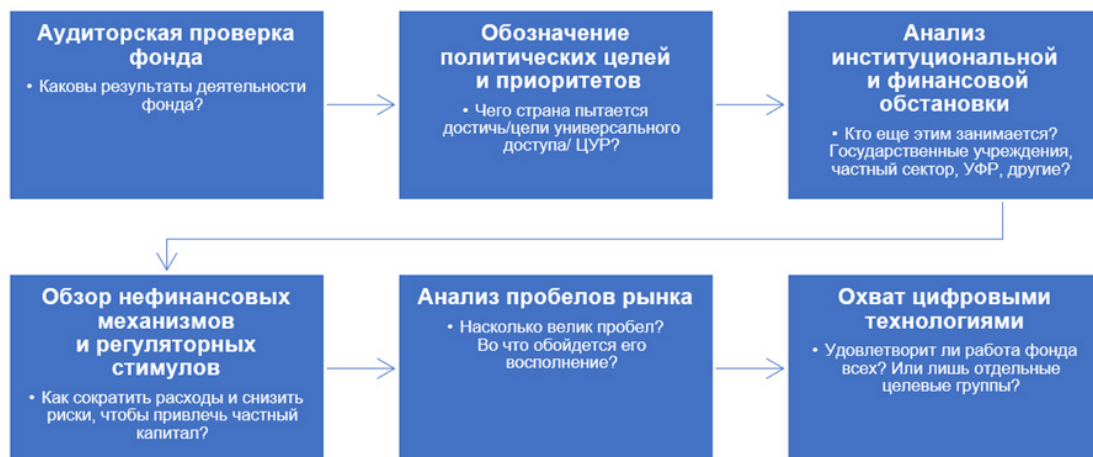 Аудиторская проверка
фонда
• Каковы результаты деятельности
фонда?
Обозначение
политических целей
и приоритетов
• Чего страна пытается
достичь/цели универсального
доступа/ ЦУР?
Анализ
институциональной
и финансовой
обстановки
• Кто еще этим занимается?
Государственные учреждения,
частный сектор, УФР, другие?
Обзор нефинансовых
механизмов
и регуляторных
стимулов
• Как сократить расходы и снизить
риски, чтобы привлечь частный
капитал?
Анализ пробелов рынка
• Насколько велик пробел?
Во что обойдется его
восполнение?
Охват цифровыми
технологиями
• Удовлетворит ли работа фонда
всех? Или лишь отдельные
целевые группы?